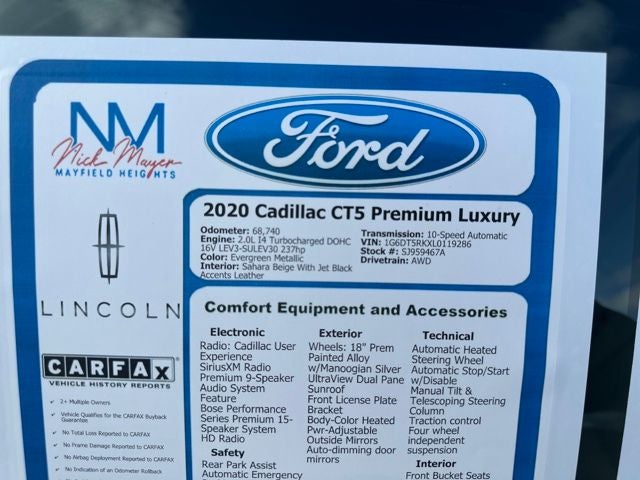 NM
Nick Mayer
MAYFIELD HEIGHTS
Ford
LINCOLN
CARFAX
VEHICLE HISTORY REPORTS
2+ Multiple Owners
Vehicle Qualifies for the CARFAX Buyback
Guarantee
No Total Loss Reported to CARFAX
No Frame Damage Reported to CARFAX
No Airbag Deployment Reported to CARFAX
No Indication of an Odometer Rollback
2020 Cadillac CT5 Premium Luxury
Odometer: 68,740
Engine: 2.0L I4 Turbocharged DOHC
16V LEV3-SULEV30 237hp
Color: Evergreen Metallic
Interior: Sahara Beige With Jet Black
Accents Leather
Transmission: 10-Speed Automatic
VIN: 1G6DT5RKXL0119286
Stock #: SJ959467A
Drivetrain: AWD
Comfort Equipment and Accessories
Electronic
Radio: Cadillac User
Experience
SiriusXM Radio
Premium 9-Speaker
Audio System
Feature
Bose Performance
Series Premium 15-
Speaker System
HD Radio
Safety
Rear Park Assist
Automatic Emergency
Exterior
Wheels: 18" Prem
Painted Alloy
w/Manoogian Silver
UltraView Dual Pane
Sunroof
Front License Plate
Bracket
Body-Color Heated
Pwr-Adjustable
Outside Mirrors
Auto-dimming door
mirrors
Technical
Automatic Heated
Steering Wheel
Automatic Stop/Start
w/Disable
Manual Tilt &
Telescoping Steering
Column
Traction control
Four wheel
independent
suspension
Interior
Front Bucket Seats